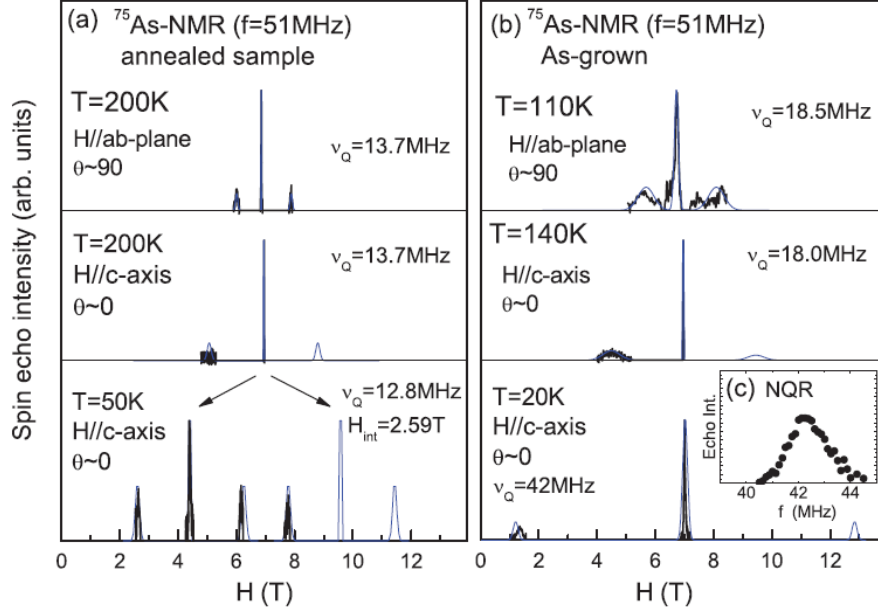 Spin echo intensity (arb. units)
(a) ⁷⁵As-NMR (f=51MHz)
annealed sample
T=200K
H//ab-plane
θ~90
ν_Q=13.7MHz
T=200K
H//c-axis
θ~0
ν_Q=13.7MHz
T=50K
H//c-axis
θ~0
ν_Q=12.8MHz
H_int=2.59T
0 2 4 6 8 10 12
H (T)
(b) ⁷⁵As-NMR (f=51MHz)
As-grown
T=110K
H//ab-plane
θ~90
ν_Q=18.5MHz
T=140K
H//c-axis
θ~0
ν_Q=18.0MHz
T=20K
H//c-axis
θ~0
ν_Q=42MHz
(c) NQR
Echo Int.
40 42 44
f (MHz)
0 2 4 6 8 10 12
H (T)